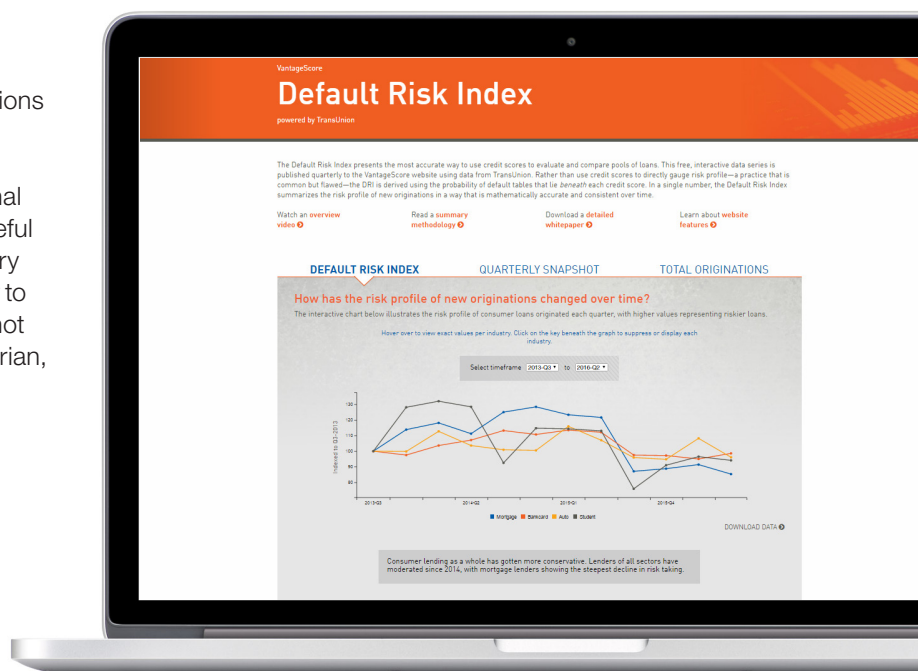 ions
nal
eful
ry
to
not
rian,
VantageScore
Default Risk Index
powered by TransUnion
The Default Risk Index presents the most accurate way to use credit scores to evaluate and compare pools of loans. This free, interactive data series is
published quarterly to the VantageScore website using data from TransUnion. Rather than use credit scores to directly gauge risk profile—a practice that is
common but flawed—the DRI is derived using the probability of default tables that lie beneath each credit score. In a single number, the Default Risk Index
summarizes the risk profile of new originations in a way that is mathematically accurate and consistent over time.
Watch an overview
video
Read a summary
methodology
Download a detailed
whitepaper
Learn about website
features
DEFAULT RISK INDEX QUARTERLY SNAPSHOT TOTAL ORIGINATIONS
How has the risk profile of new originations changed over time?
The interactive chart below illustrates the risk profile of consumer loans originated each quarter, with higher values representing riskier loans.
Hover over to view exact values per industry. Click on the key beneath the graph to suppress or display each
industry.
Select timeframe 2013-Q3 to 2016-Q2
Indexed to Q3-2013
130
120
110
100
90
80
2013-Q3 2014-Q2 2015-Q1 2015-Q4
Mortgage Bankcard Auto Student
DOWNLOAD DATA
Consumer lending as a whole has gotten more conservative. Lenders of all sectors have
moderated since 2014, with mortgage lenders showing the steepest decline in risk taking.